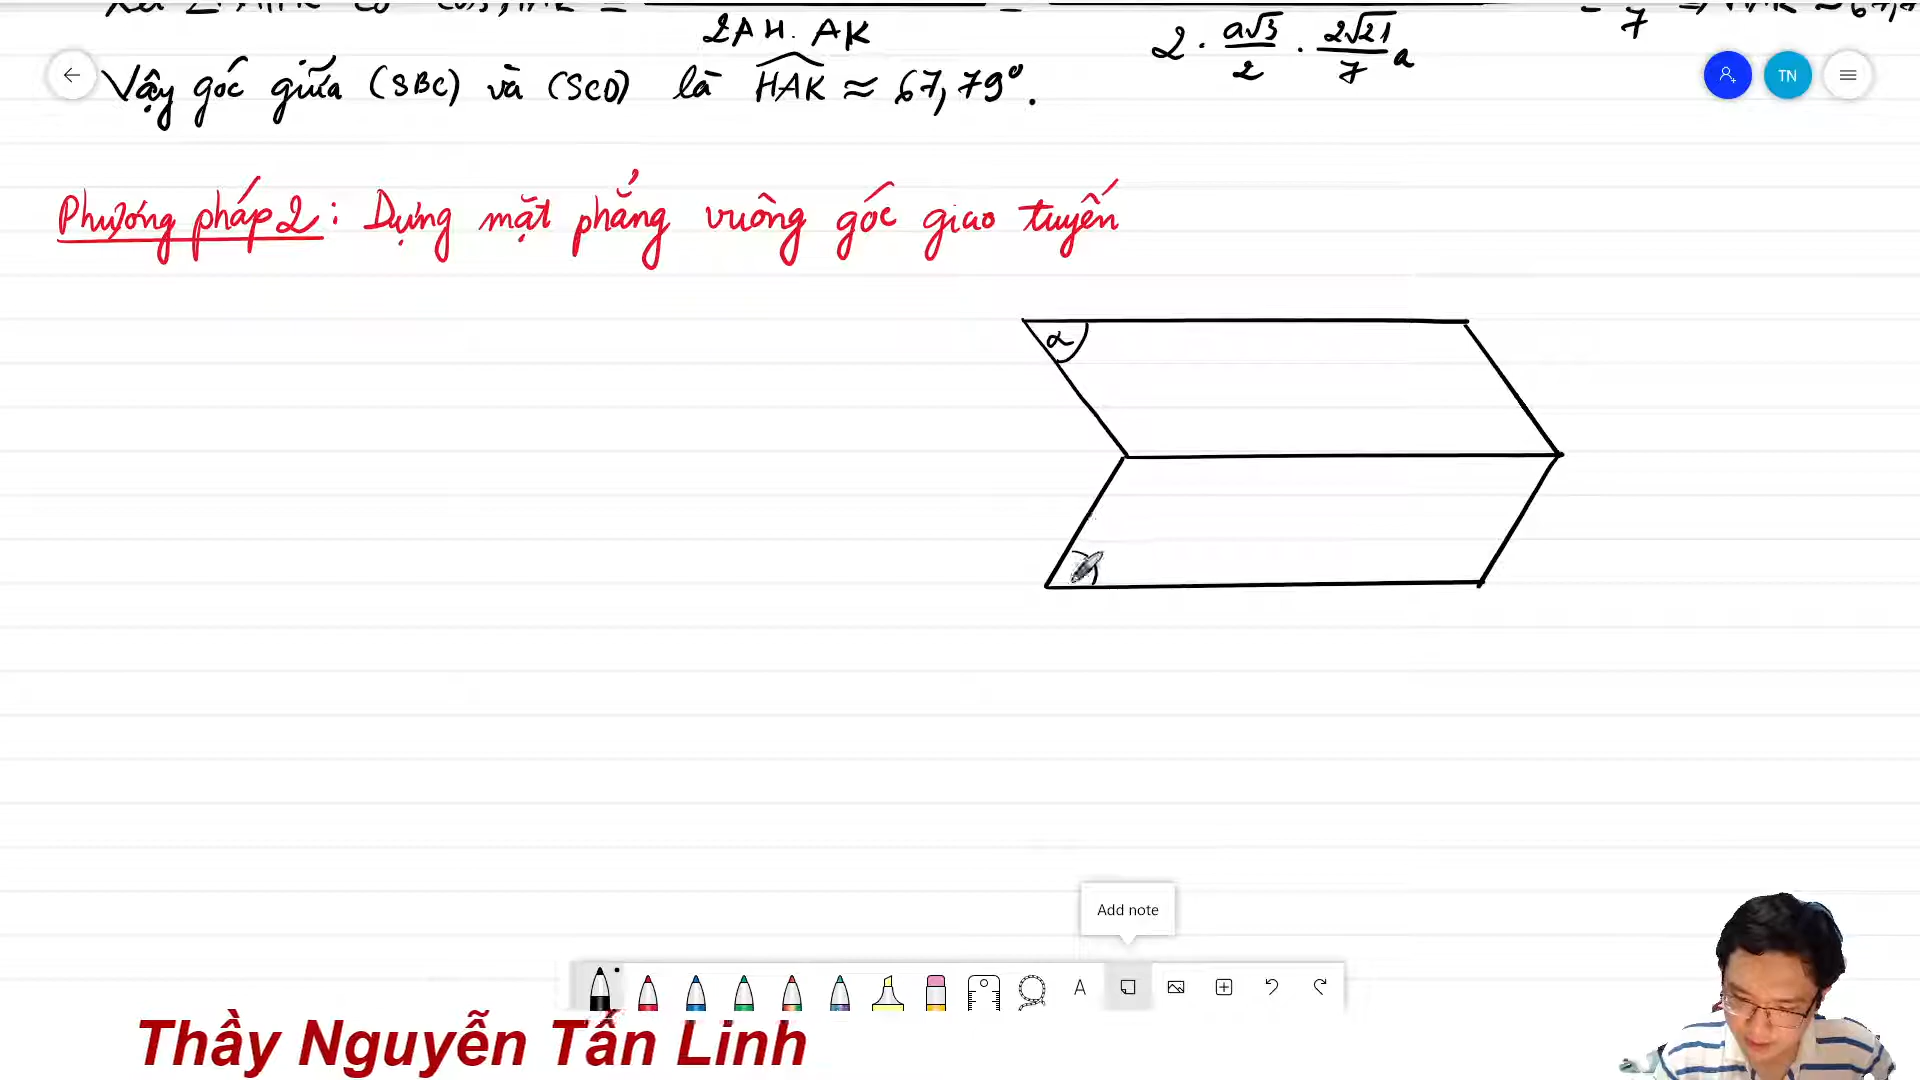 2AH. AK
2 · a√3/2 · 2√21/7 a
7
Vậy góc giữa (SBC) và (SCD) là HAK ≈ 67,79°.
TN
Phương pháp 2: Dựng mặt phẳng vuông góc giao tuyến
α
Add note
A
Thầy Nguyễn Tấn Linh